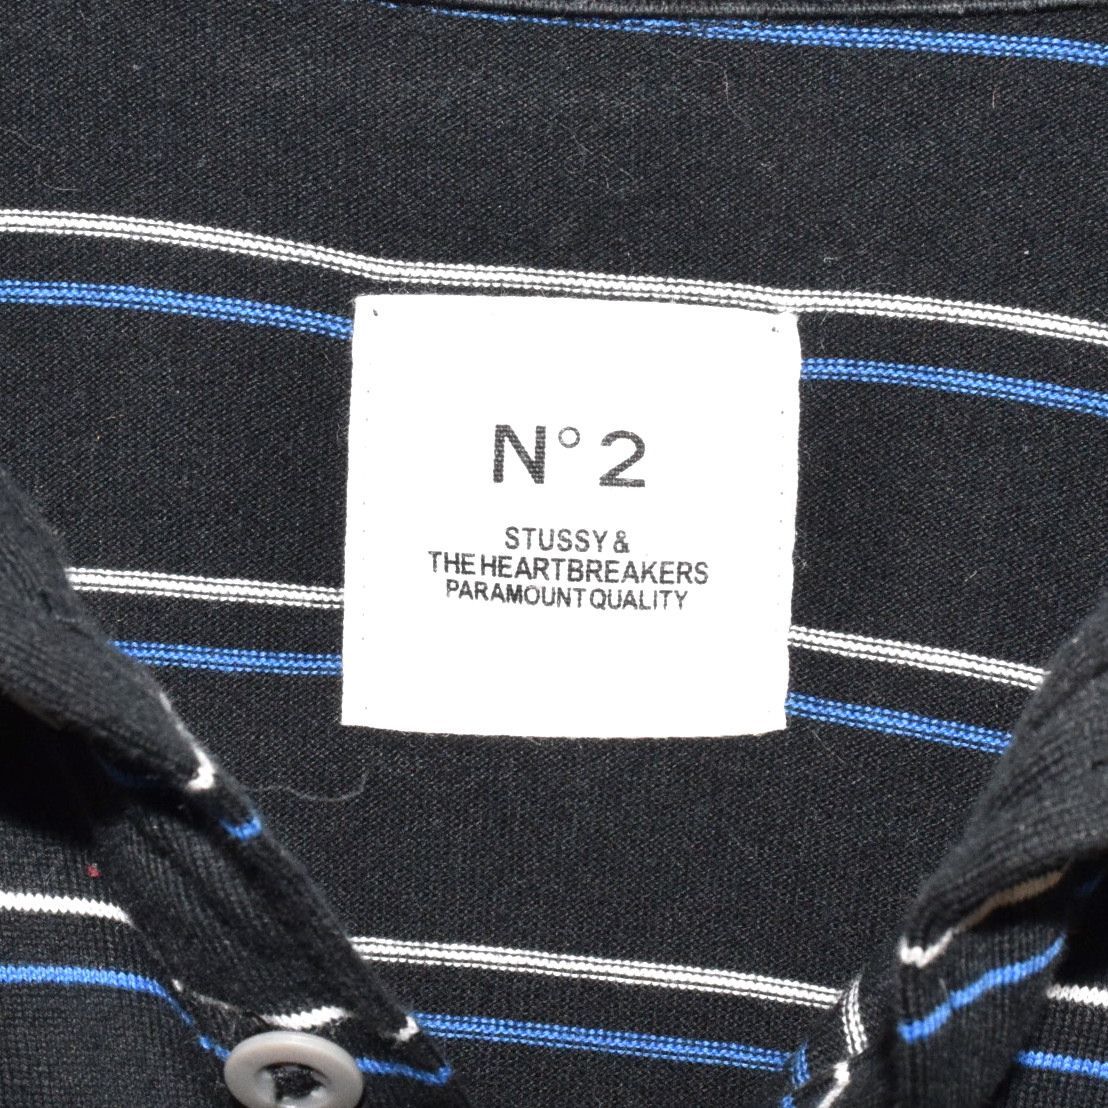 N° 2
STUSSY &
THE HEARTBREAKERS
PARAMOUNT QUALITY